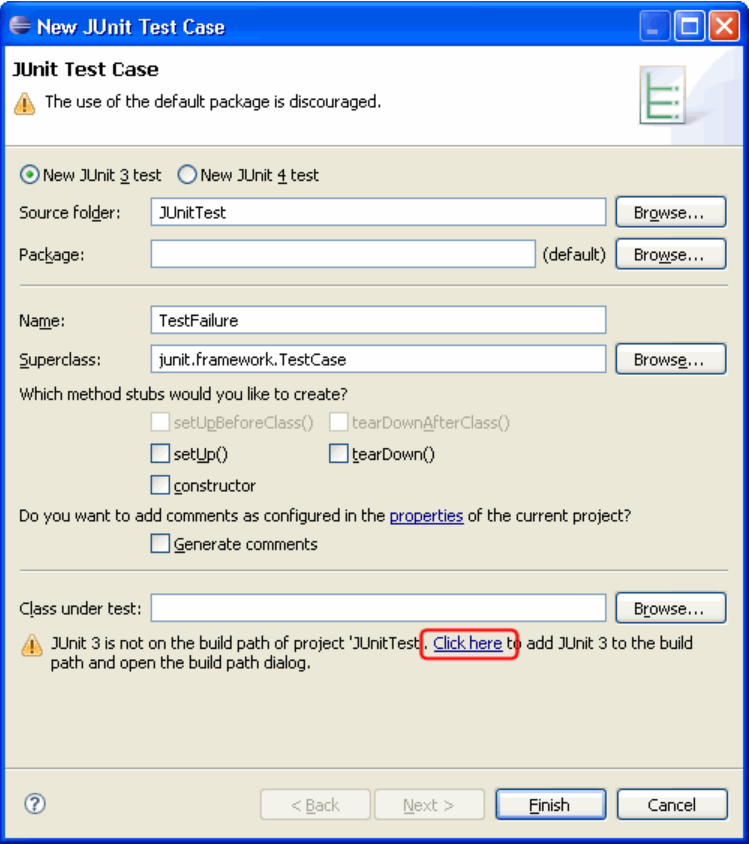 New JUnit Test Case
JUnit Test Case
The use of the default package is discouraged.
New JUnit 3 test New JUnit 4 test
Source folder: JUnitTest Browse...
Package: (default) Browse...
Name: TestFailure
Superclass: junit.framework.TestCase Browse...
Which method stubs would you like to create?
setUpBeforeClass() tearDownAfterClass()
setUp() tearDown()
constructor
Do you want to add comments as configured in the properties of the current project?
Generate comments
Class under test: Browse...
JUnit 3 is not on the build path of project 'JUnitTest'. Click here to add JUnit 3 to the build
path and open the build path dialog.
? < Back Next > Finish Cancel